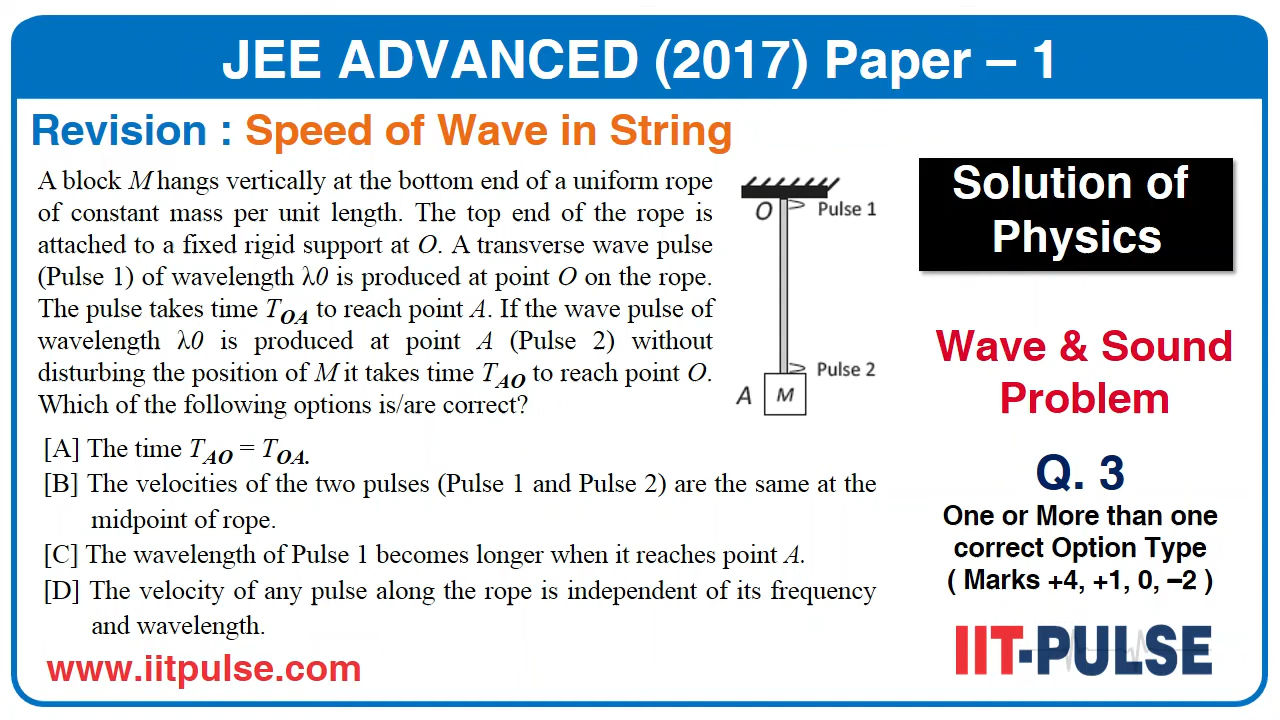 JEE ADVANCED (2017) Paper – 1
Revision : Speed of Wave in String
A block M hangs vertically at the bottom end of a uniform rope
of constant mass per unit length. The top end of the rope is
attached to a fixed rigid support at O. A transverse wave pulse
(Pulse 1) of wavelength λ0 is produced at point O on the rope.
The pulse takes time TOA to reach point A. If the wave pulse of
wavelength λ0 is produced at point A (Pulse 2) without
disturbing the position of M it takes time TAO to reach point O.
Which of the following options is/are correct?
O
Pulse 1
Pulse 2
A
M
[A] The time TAO = TOA.
[B] The velocities of the two pulses (Pulse 1 and Pulse 2) are the same at the
midpoint of rope.
[C] The wavelength of Pulse 1 becomes longer when it reaches point A.
[D] The velocity of any pulse along the rope is independent of its frequency
and wavelength.
www.iitpulse.com
Solution of
Physics
Wave & Sound
Problem
Q. 3
One or More than one
correct Option Type
( Marks +4, +1, 0, –2 )
IIT-PULSE